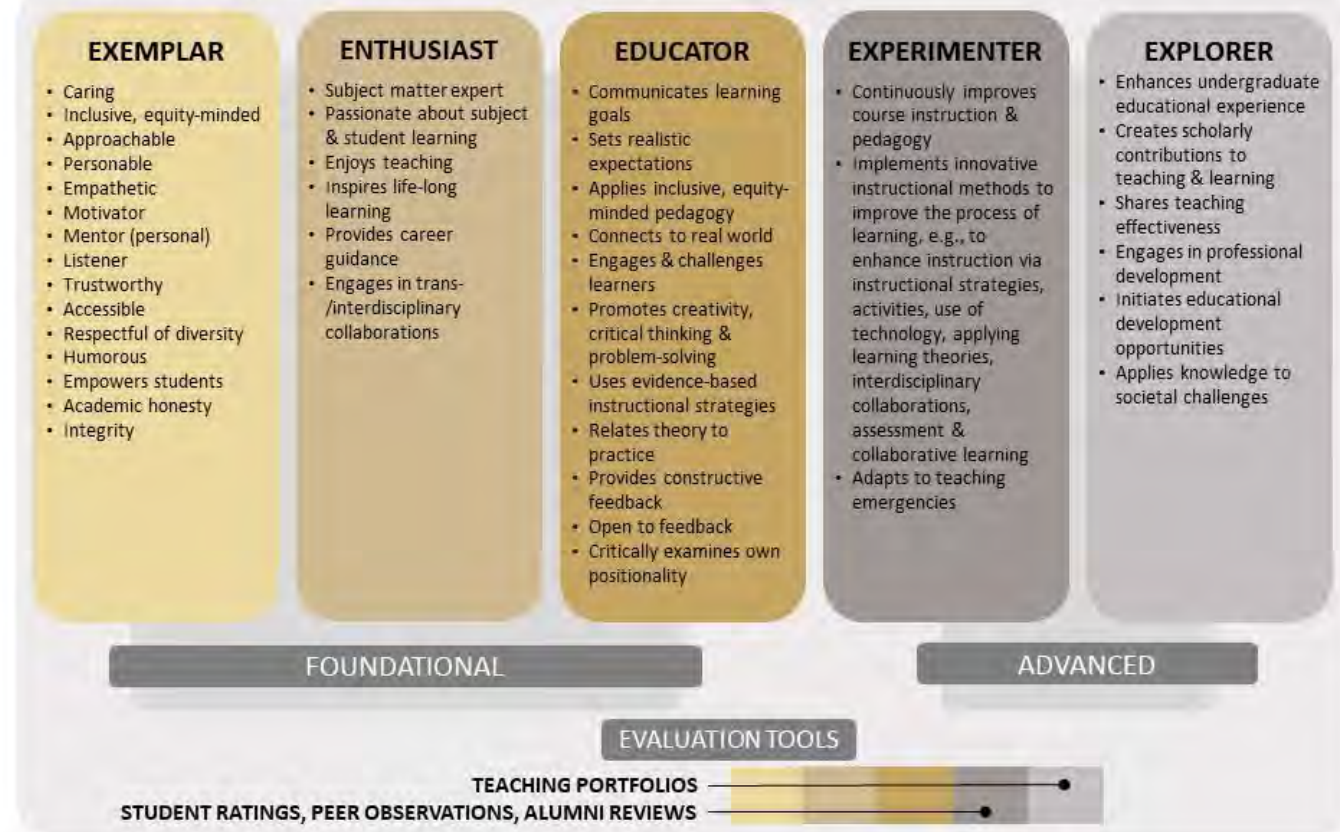 EXEMPLAR
• Caring
• Inclusive, equity-minded
• Approachable
• Personable
• Empathetic
• Motivator
• Mentor (personal)
• Listener
• Trustworthy
• Accessible
• Respectful of diversity
• Humorous
• Empowers students
• Academic honesty
• Integrity
ENTHUSIAST
• Subject matter expert
• Passionate about subject
& student learning
• Enjoys teaching
• Inspires life-long
learning
• Provides career
guidance
• Engages in trans-
/interdisciplinary
collaborations
EDUCATOR
• Communicates learning
goals
• Sets realistic
expectations
• Applies inclusive, equity-
minded pedagogy
• Connects to real world
• Engages & challenges
learners
• Promotes creativity,
critical thinking &
problem-solving
• Uses evidence-based
instructional strategies
• Relates theory to
practice
• Provides constructive
feedback
• Open to feedback
• Critically examines own
positionality
EXPERIMENTER
• Continuously improves
course instruction &
pedagogy
• Implements innovative
instructional methods to
improve the process of
learning, e.g., to
enhance instruction via
instructional strategies,
activities, use of
technology, applying
learning theories,
interdisciplinary
collaborations,
assessment &
collaborative learning
• Adapts to teaching
emergencies
EXPLORER
• Enhances undergraduate
educational experience
• Creates scholarly
contributions to
teaching & learning
• Shares teaching
effectiveness
• Engages in professional
development
• Initiates educational
development
opportunities
• Applies knowledge to
societal challenges
FOUNDATIONAL
ADVANCED
EVALUATION TOOLS
TEACHING PORTFOLIOS
STUDENT RATINGS, PEER OBSERVATIONS, ALUMNI REVIEWS